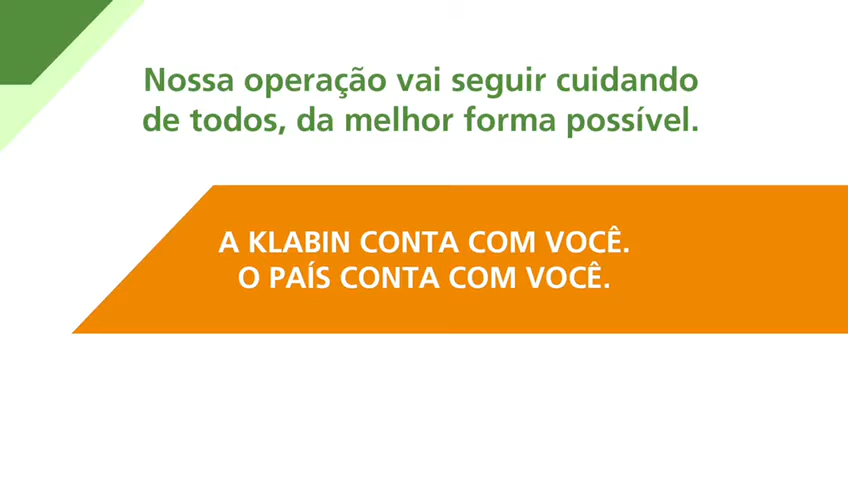 Nossa operação vai seguir cuidando
de todos, da melhor forma possível.
A KLABIN CONTA COM VOCÊ.
O PAÍS CONTA COM VOCÊ.